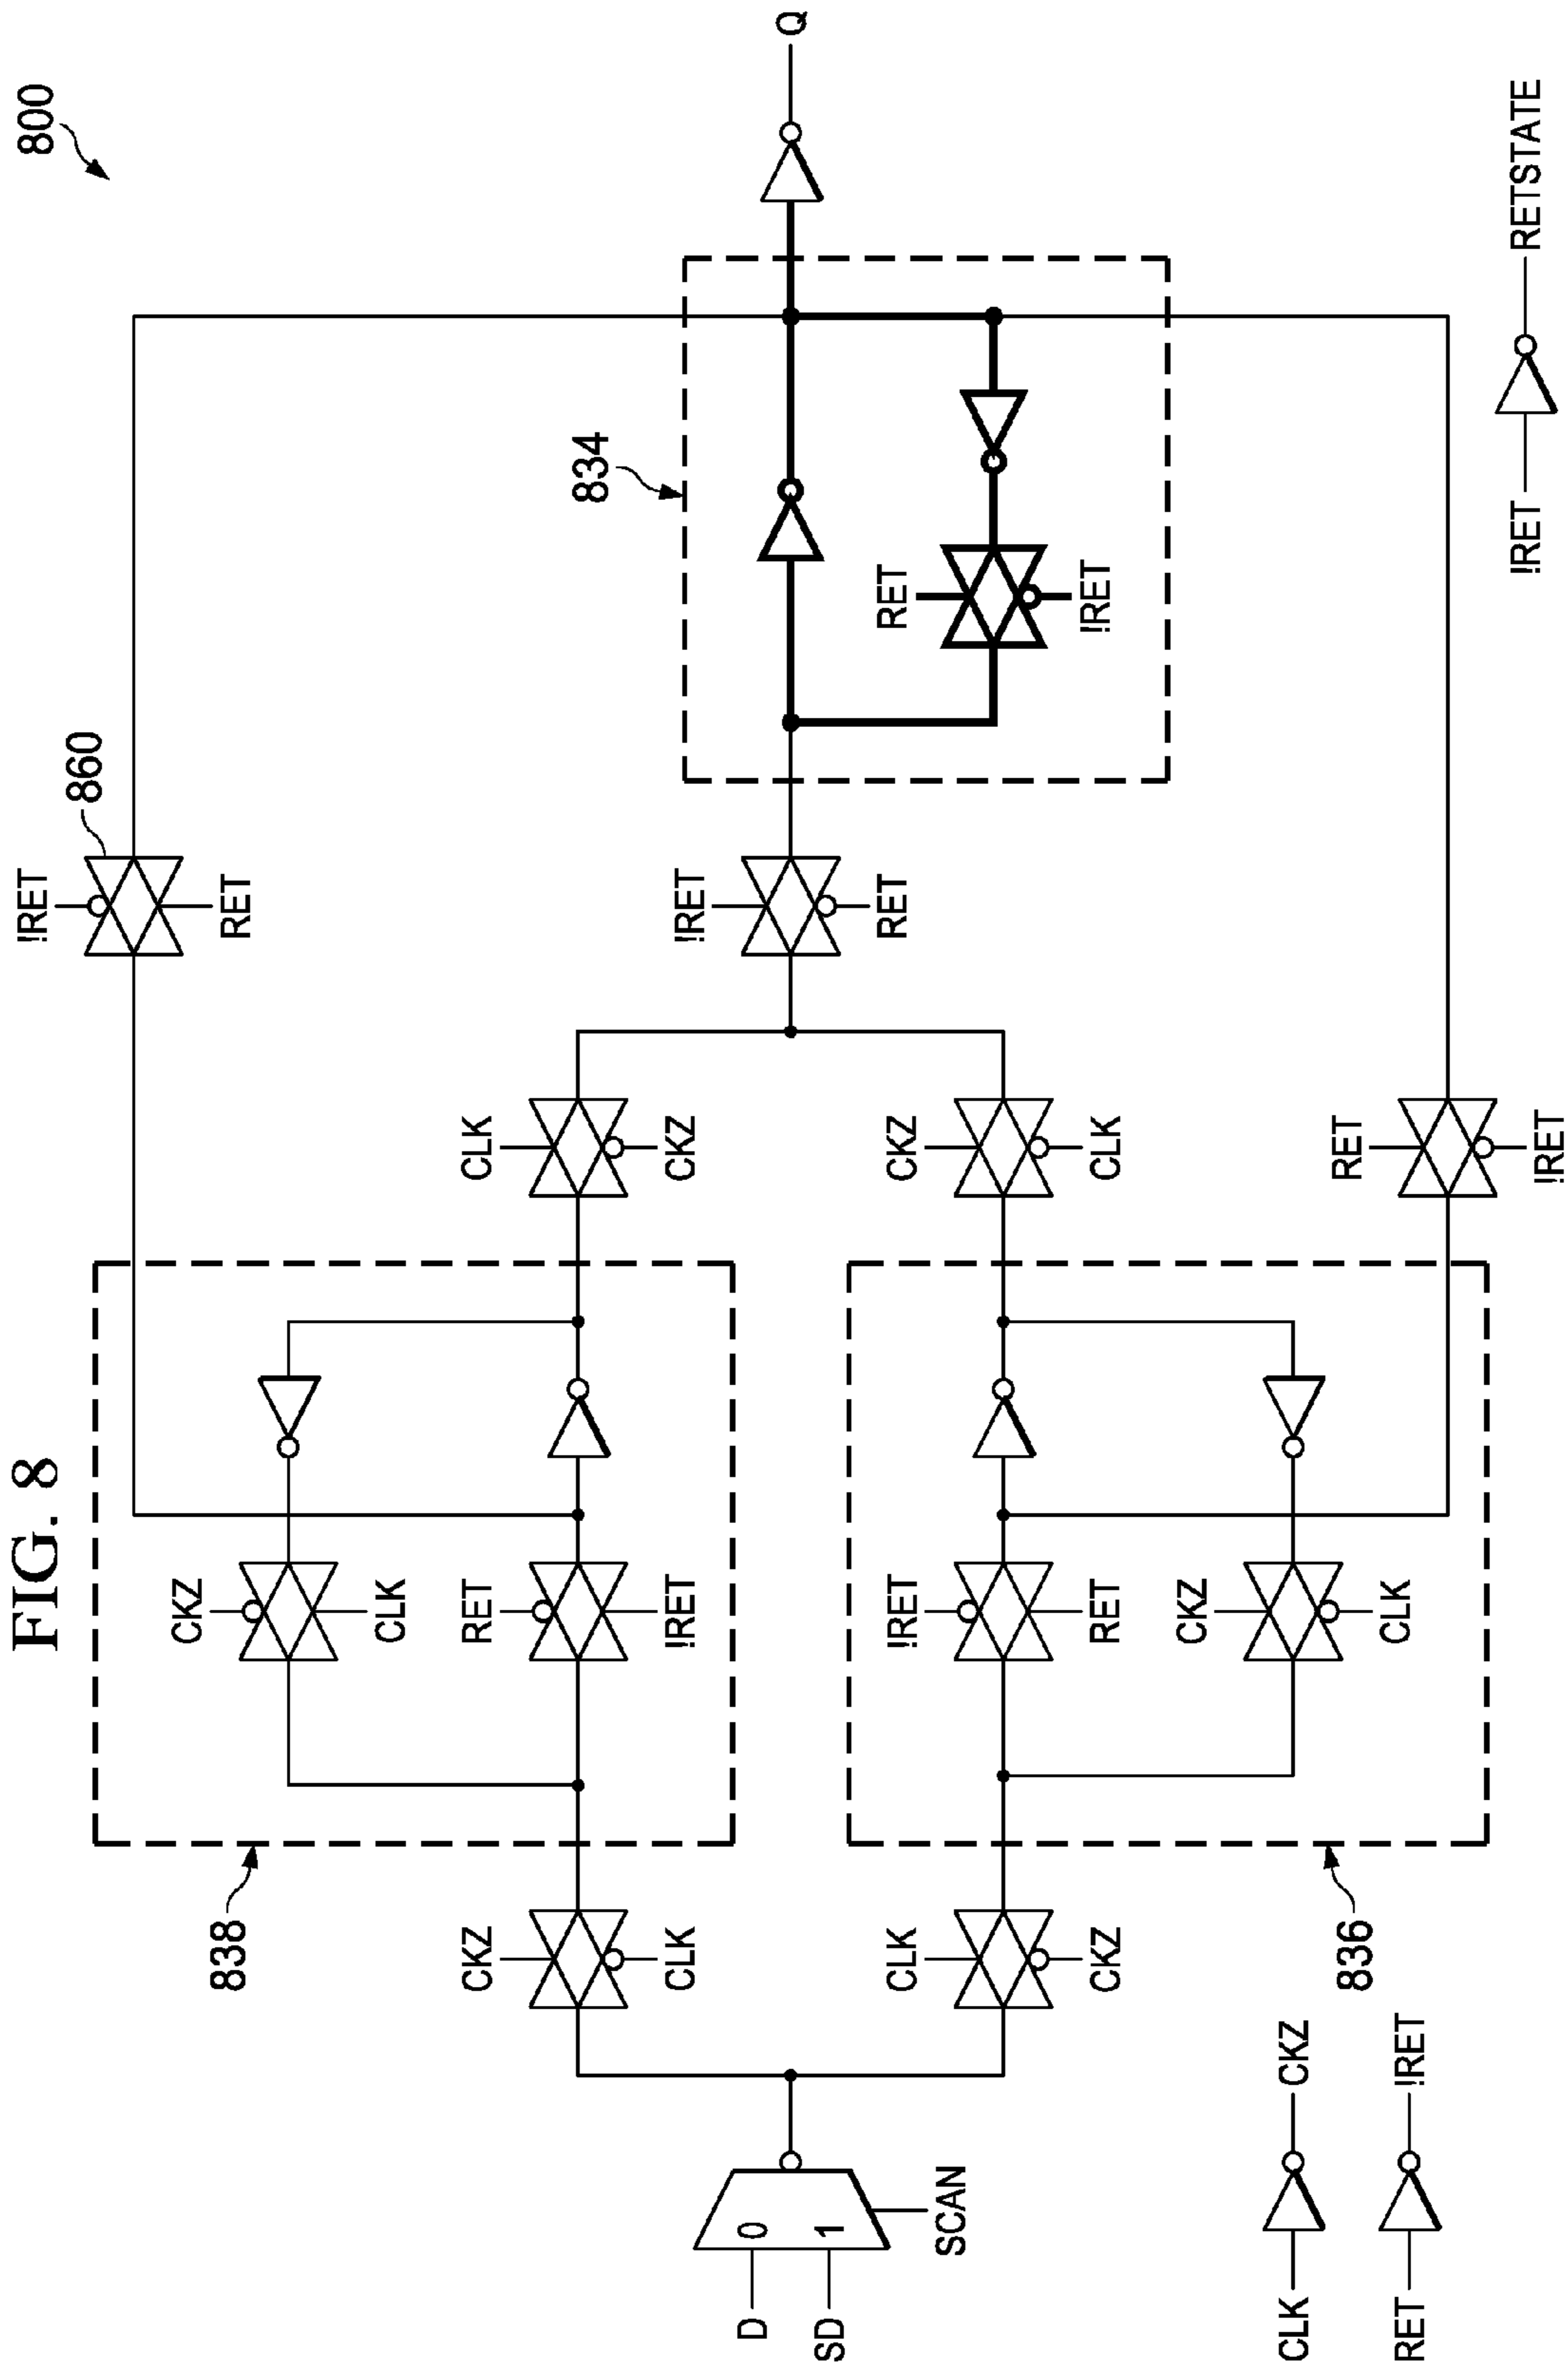 FIG. 8
800
838
CKZ
CLK
RET
!RET
CKZ
CLK
CLK
CKZ
!RET
RET
860
D
SD
0
1
SCAN
!RET
RET
834
RET
!RET
Q
CLK
CKZ
!RET
RET
CKZ
CLK
CKZ
CLK
836
RET
!RET
CLK
CKZ
RET
!RET
!RET
RETSTATE